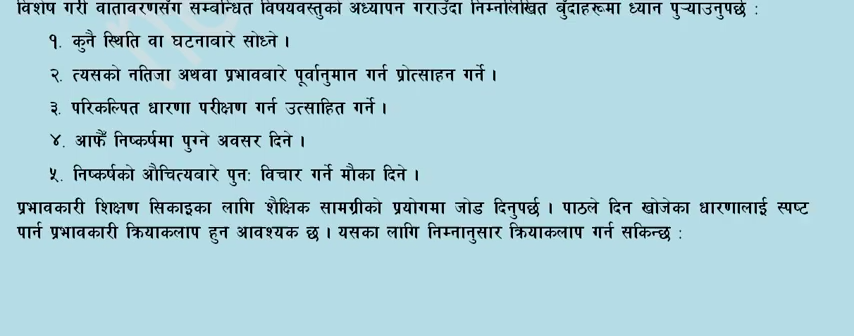 विशेष गरी वातावरणसँग सम्बन्धित विषयवस्तुको अध्यापन गराउँदा निम्नलिखित बुँदाहरूमा ध्यान पुऱ्याउनुपर्छ :
१. कुनै स्थिति वा घटनाबारे सोध्ने ।
२. त्यसको नतिजा अथवा प्रभावबारे पूर्वानुमान गर्न प्रोत्साहन गर्ने ।
३. परिकल्पित धारणा परीक्षण गर्न उत्साहित गर्ने ।
४. आफैँ निष्कर्षमा पुग्ने अवसर दिने ।
५. निष्कर्षको औचित्यबारे पुनः विचार गर्ने मौका दिने ।
प्रभावकारी शिक्षण सिकाइका लागि शैक्षिक सामग्रीको प्रयोगमा जोड दिनुपर्छ । पाठले दिन खोजेका धारणालाई स्पष्ट
पार्न प्रभावकारी क्रियाकलाप हुन आवश्यक छ । यसका लागि निम्नानुसार क्रियाकलाप गर्न सकिन्छ :